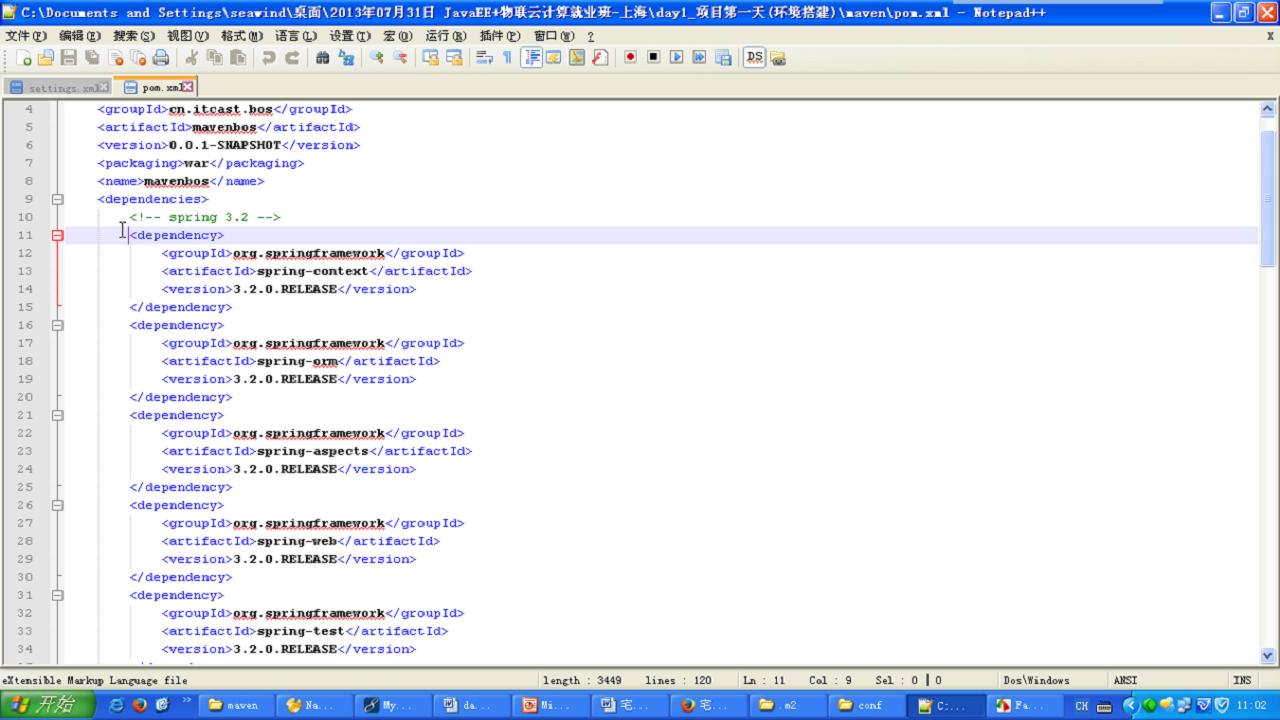 C:\Documents and Settings\seawind\桌面\2013年07月31日 JavaEE+物联云计算就业班-上海\day1_项目第一天(环境搭建)\maven\pom.xml - Notepad++
文件(F) 编辑(E) 搜索(S) 视图(V) 格式(M) 语言(L) 设置(T) 宏(O) 运行(R) 插件(P) 窗口(W) ? X
settings.xml pom.xml
4 <groupId>cn.itcast.bos</groupId>
5 <artifactId>mavenbos</artifactId>
6 <version>0.0.1-SNAPSHOT</version>
7 <packaging>war</packaging>
8 <name>mavenbos</name>
9 <dependencies>
10 <!-- spring 3.2 -->
11 <dependency>
12 <groupId>org.springframework</groupId>
13 <artifactId>spring-context</artifactId>
14 <version>3.2.0.RELEASE</version>
15 </dependency>
16 <dependency>
17 <groupId>org.springframework</groupId>
18 <artifactId>spring-orm</artifactId>
19 <version>3.2.0.RELEASE</version>
20 </dependency>
21 <dependency>
22 <groupId>org.springframework</groupId>
23 <artifactId>spring-aspects</artifactId>
24 <version>3.2.0.RELEASE</version>
25 </dependency>
26 <dependency>
27 <groupId>org.springframework</groupId>
28 <artifactId>spring-web</artifactId>
29 <version>3.2.0.RELEASE</version>
30 </dependency>
31 <dependency>
32 <groupId>org.springframework</groupId>
33 <artifactId>spring-test</artifactId>
34 <version>3.2.0.RELEASE</version>
eXtensible Markup Language file length : 3449 lines : 120 Ln : 11 Col : 9 Sel : 0 | 0 Dos\Windows ANSI INS
开始 maven Na... My... da... Mi... 宅... 宅... .m2 conf C:... Fa... CH 11:02